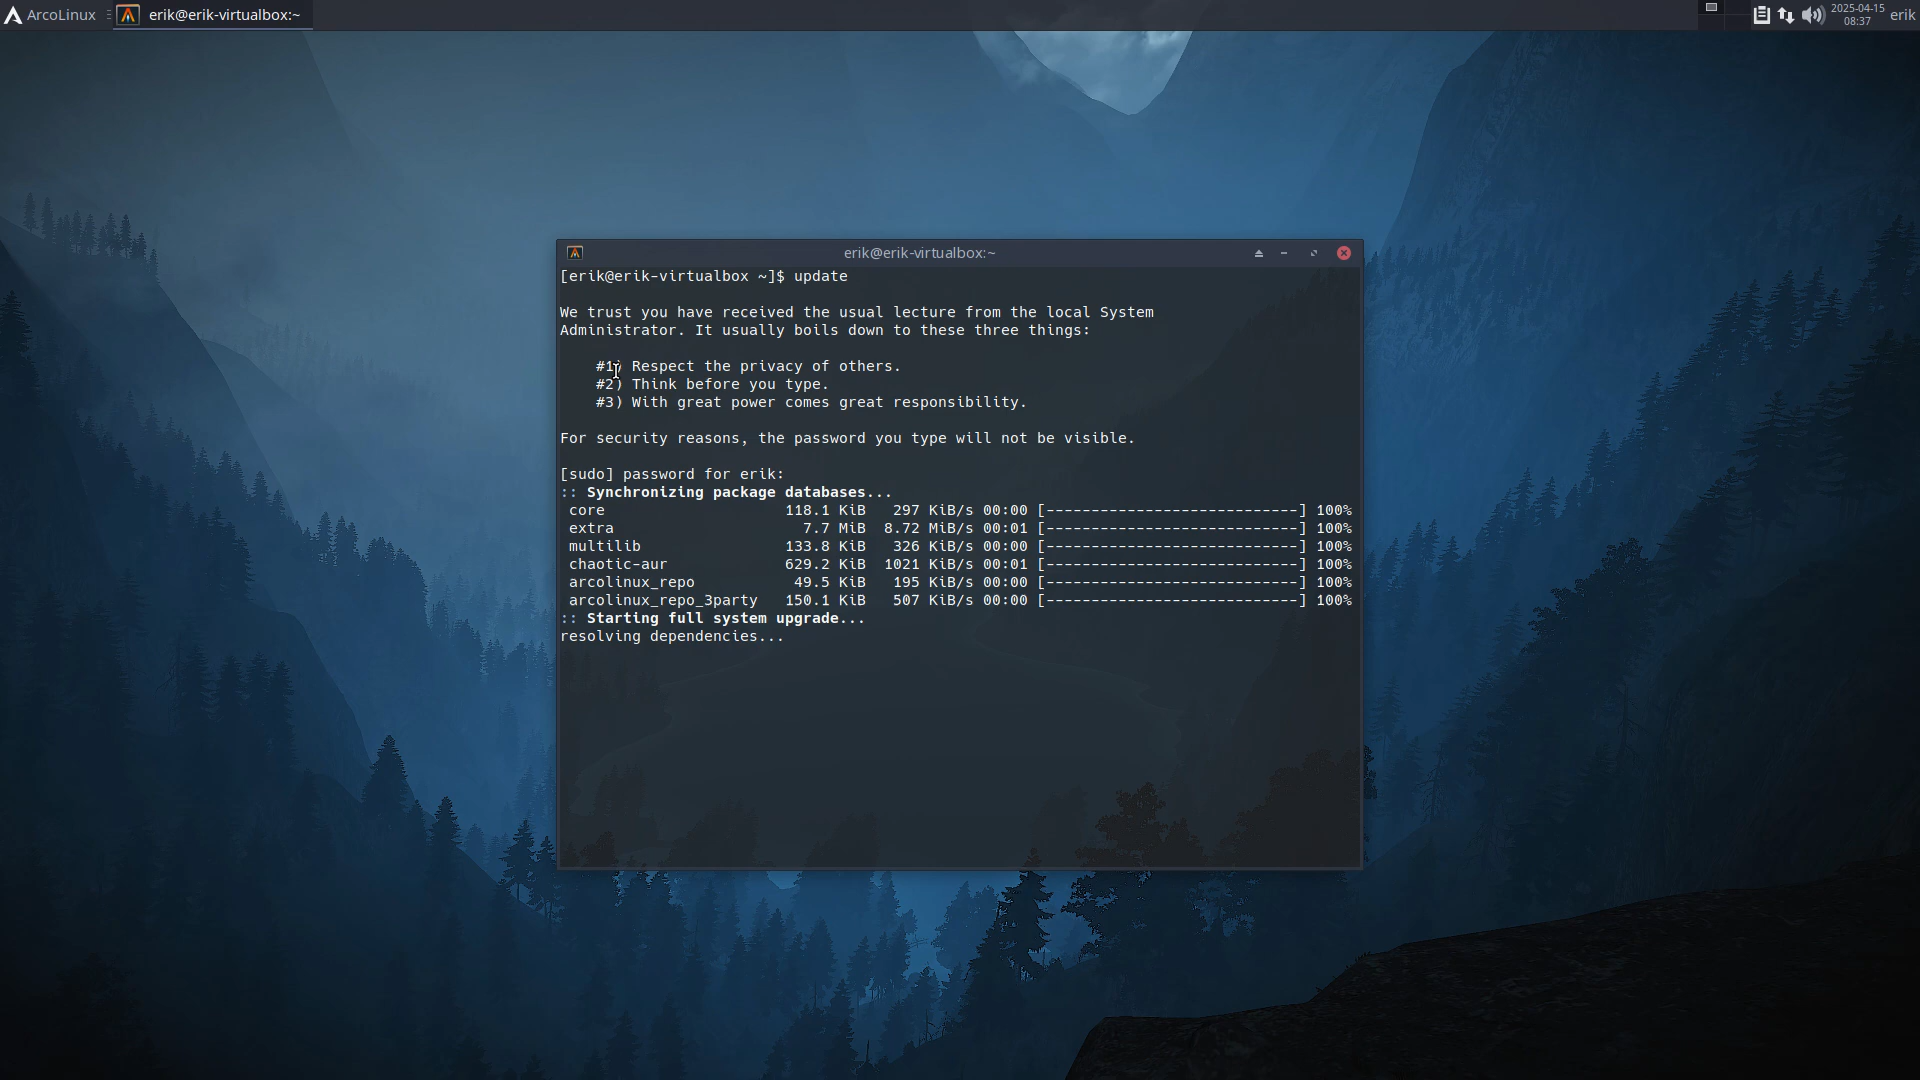 ArcoLinux
erik@erik-virtualbox:~
2025-04-15
08:37
erik
erik@erik-virtualbox:~
[erik@erik-virtualbox ~]$ update
We trust you have received the usual lecture from the local System
Administrator. It usually boils down to these three things:
#1) Respect the privacy of others.
#2) Think before you type.
#3) With great power comes great responsibility.
For security reasons, the password you type will not be visible.
[sudo] password for erik:
:: Synchronizing package databases...
core 118.1 KiB 297 KiB/s 00:00 [----------------------------] 100%
extra 7.7 MiB 8.72 MiB/s 00:01 [----------------------------] 100%
multilib 133.8 KiB 326 KiB/s 00:00 [----------------------------] 100%
chaotic-aur 629.2 KiB 1021 KiB/s 00:01 [----------------------------] 100%
arcolinux_repo 49.5 KiB 195 KiB/s 00:00 [----------------------------] 100%
arcolinux_repo_3party 150.1 KiB 507 KiB/s 00:00 [----------------------------] 100%
:: Starting full system upgrade...
resolving dependencies...